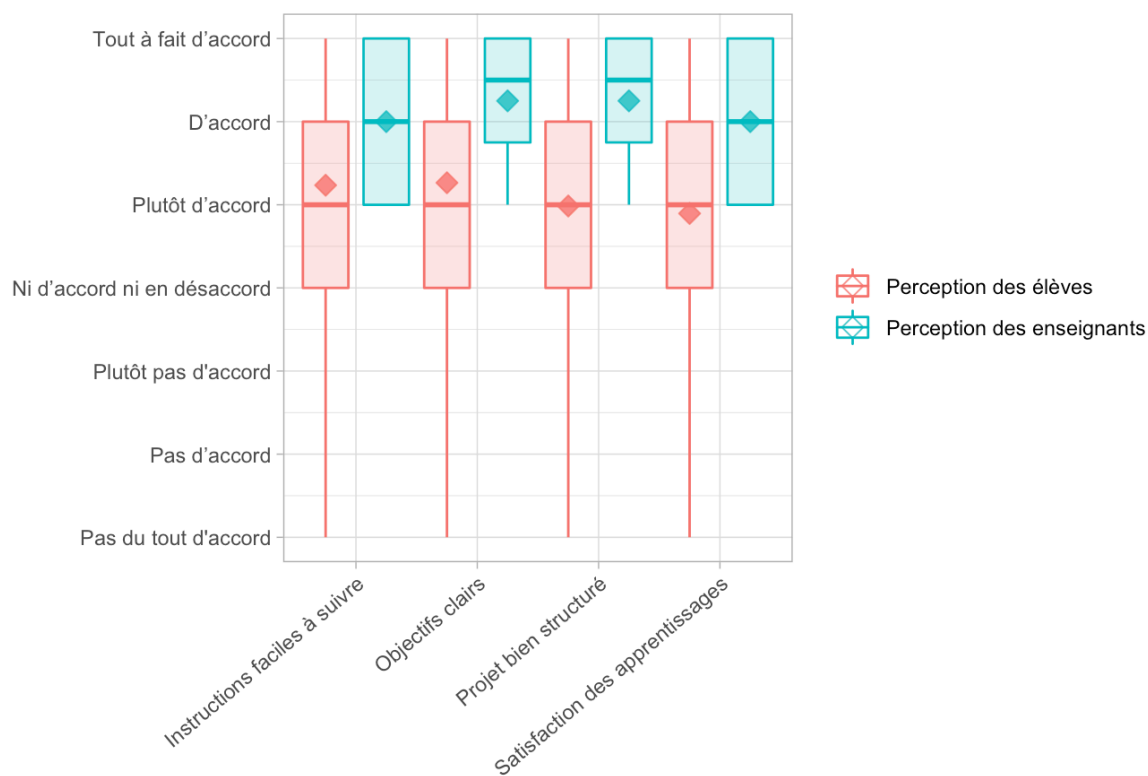 Tout à fait d’accord
D’accord
Plutôt d’accord
Ni d’accord ni en désaccord
Plutôt pas d'accord
Pas d’accord
Pas du tout d'accord
Instructions faciles à suivre
Objectifs clairs
Projet bien structuré
Satisfaction des apprentissages
Perception des élèves
Perception des enseignants